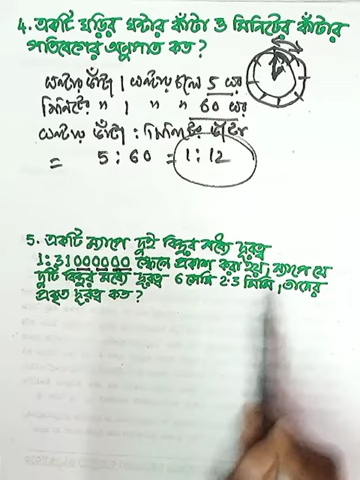 4. একটি ঘড়ির ঘন্টার কাঁটা ও মিনিটের কাঁটার
গতিবেগের অনুপাত কত?
ঘন্টার কাঁটা 1 ঘন্টায় চলে 5 ঘর
মিনিটের " 1 " " 60 ঘর
ঘন্টার কাঁটা : মিনিটের কাঁটা
= 5 : 60 = 1 : 12
5. একটি ম্যাপে দুই বিন্দুর মধ্যে দূরত্ব
1:31000000 স্কেলে প্রকাশ করা হয়, ম্যাপে যে
দুটি বিন্দুর মধ্যে দূরত্ব 6 সেমি 2.3 মিমি, তাদের
প্রকৃত দূরত্ব কত?